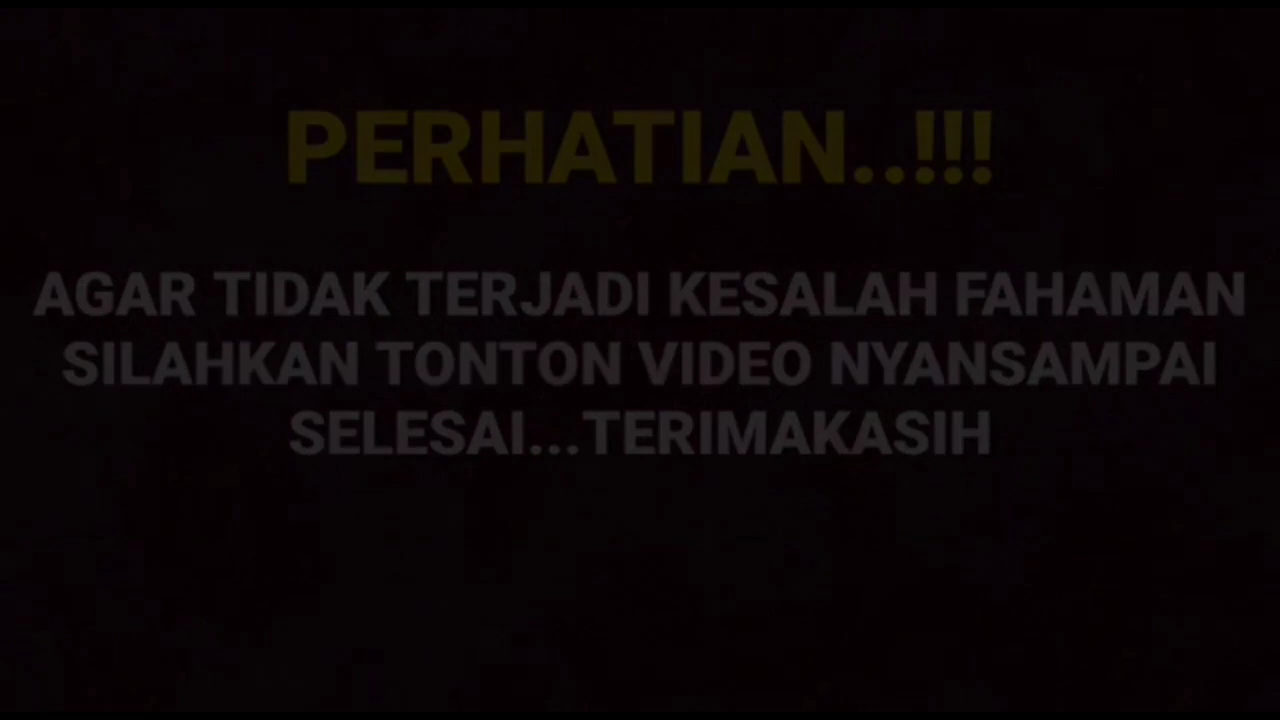 PERHATIAN..!!!
AGAR TIDAK TERJADI KESALAH FAHAMAN
SILAHKAN TONTON VIDEO NYANSAMPAI
SELESAI...TERIMAKASIH